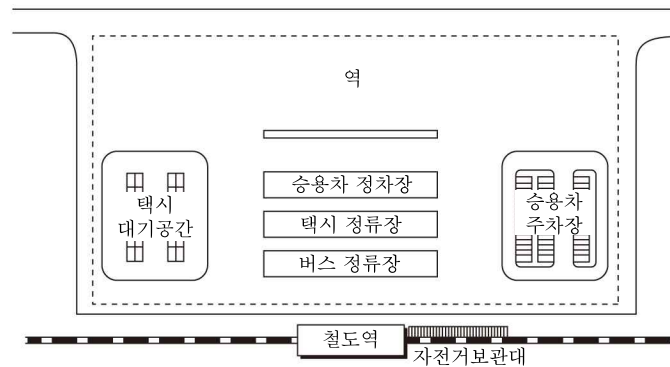 역
승용차 정차장
택시 정류장
버스 정류장
택시
대기공간
승용차
주차장
철도역
자전거보관대